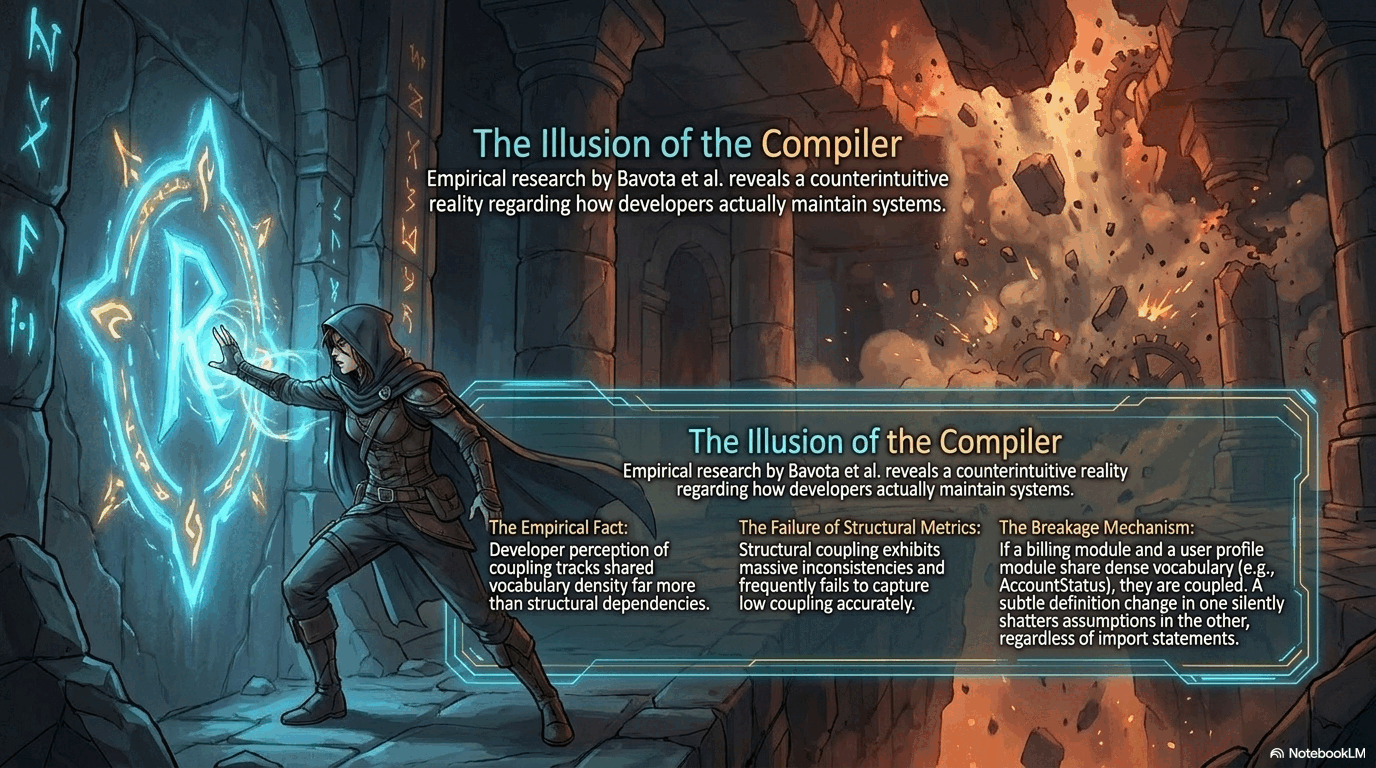 The Illusion of the Compiler
Empirical research by Bavota et al. reveals a counterintuitive
reality regarding how developers actually maintain systems.
R
The Illusion of the Compiler
Empirical research by Bavota et al. reveals a counterintuitive reality
regarding how developers actually maintain systems.
The Empirical Fact:
Developer perception of
coupling tracks shared
vocabulary density far more
than structural dependencies.
The Failure of Structural Metrics:
Structural coupling exhibits
massive inconsistencies and
frequently fails to capture
low coupling accurately.
The Breakage Mechanism:
If a billing module and a user profile
module share dense vocabulary (e.g.,
AccountStatus), they are coupled. A
subtle definition change in one silently
shatters assumptions in the other,
regardless of import statements.
NotebookLM